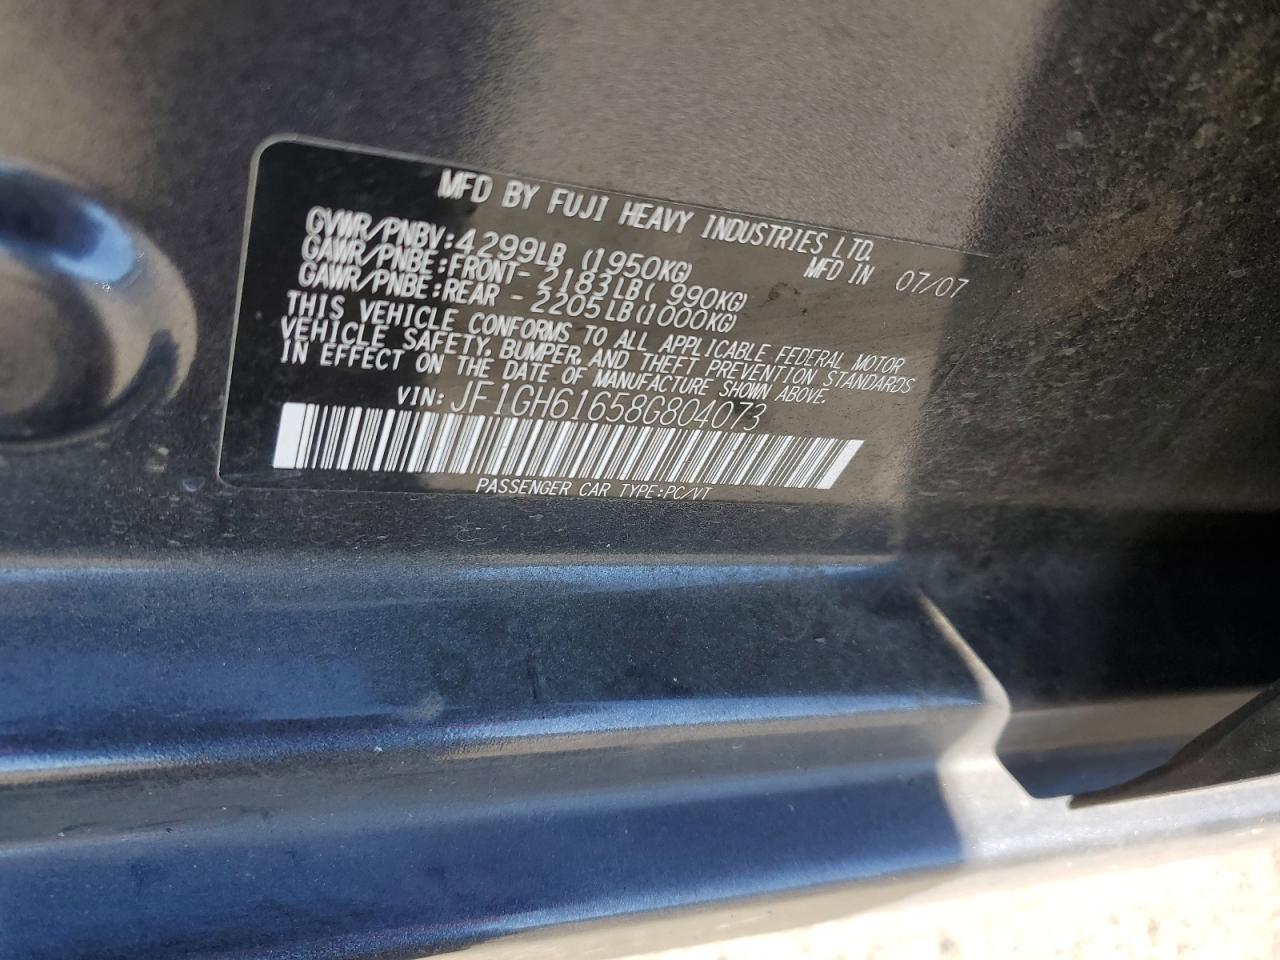 MFD BY FUJI HEAVY INDUSTRIES LTD.
GVWR/PNBV:4299LB (1950KG) MFD IN 07/07
GAWR/PNBE:FRONT- 2183LB( 990KG)
GAWR/PNBE:REAR - 2205LB(1000KG)
THIS VEHICLE CONFORMS TO ALL APPLICABLE FEDERAL MOTOR
VEHICLE SAFETY, BUMPER, AND THEFT PREVENTION STANDARDS
IN EFFECT ON THE DATE OF MANUFACTURE SHOWN ABOVE.
VIN: JF1GH61658G804073
PASSENGER CAR TYPE:PC/VT